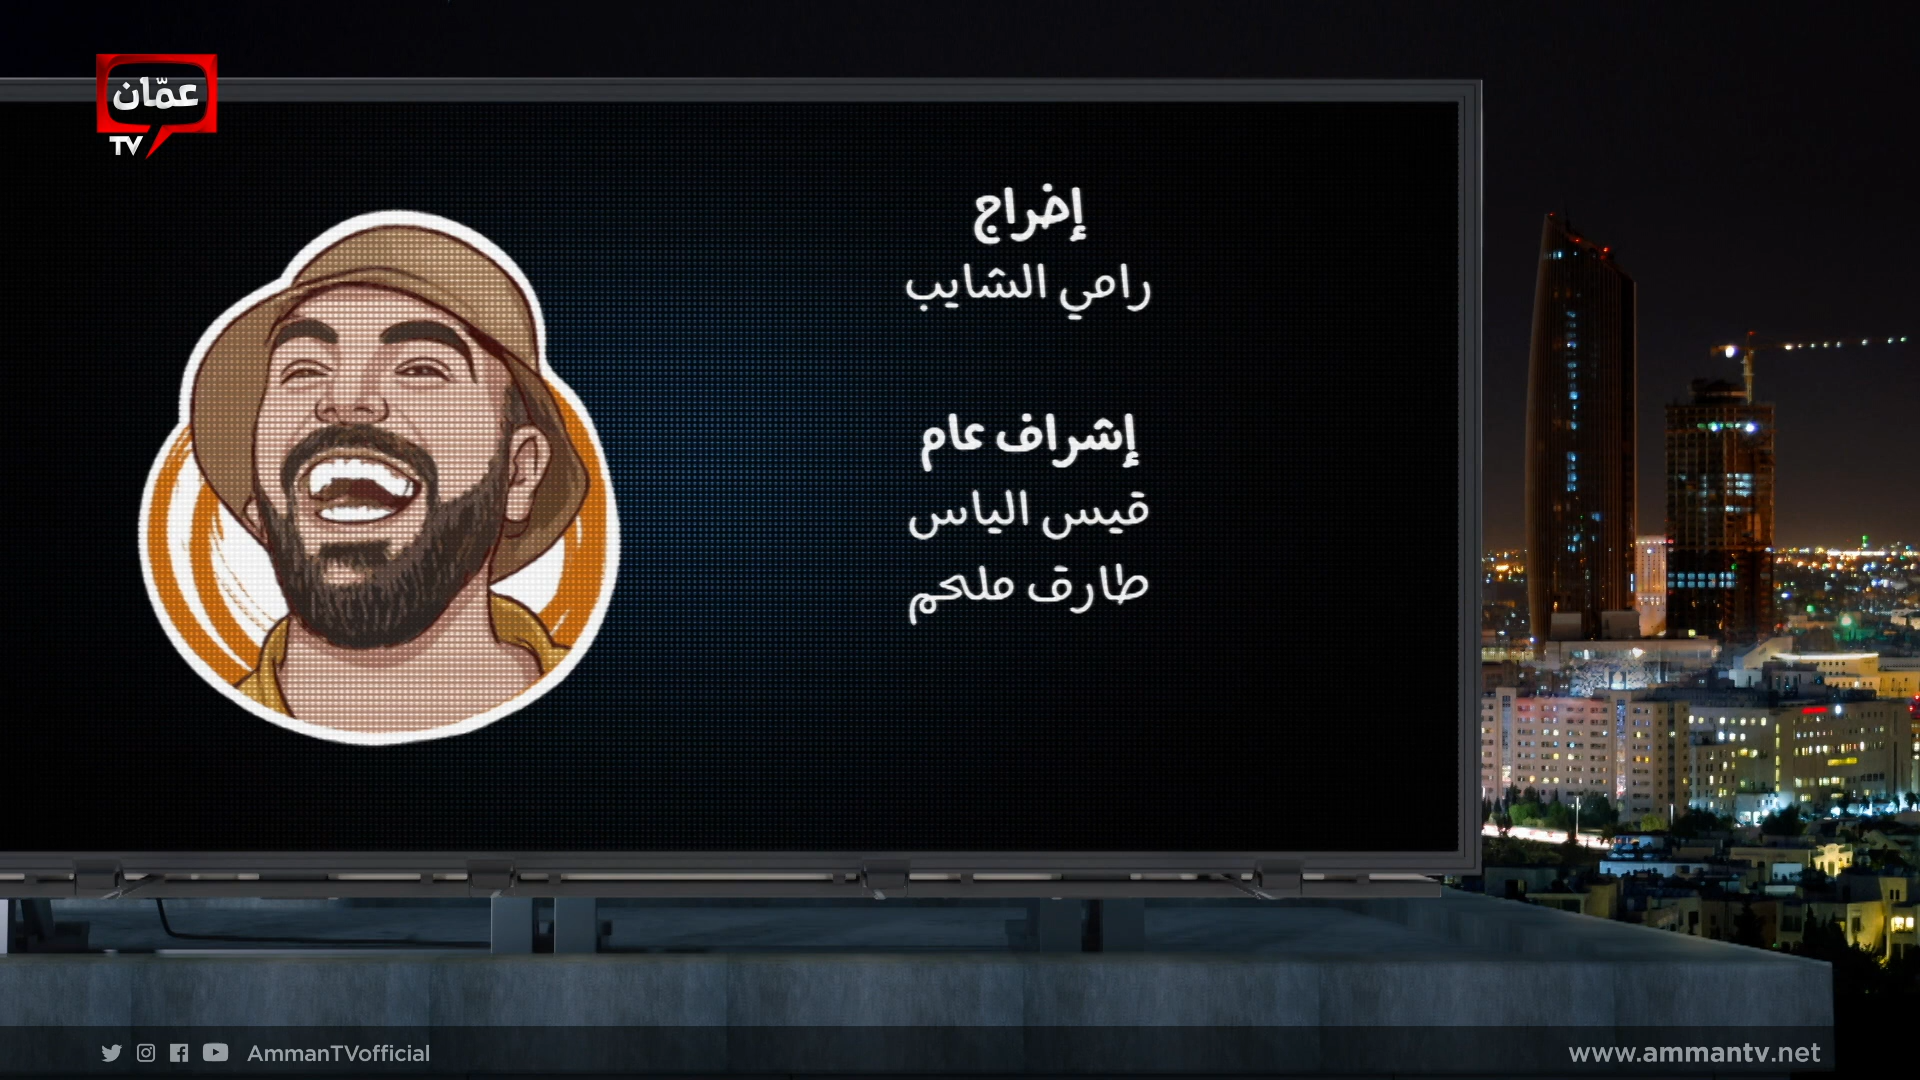 عمّان
TV
إخراج
رامي الشايب
إشراف عام
قيس الياس
طارق ملحم
AmmanTVofficial
www.ammantv.net